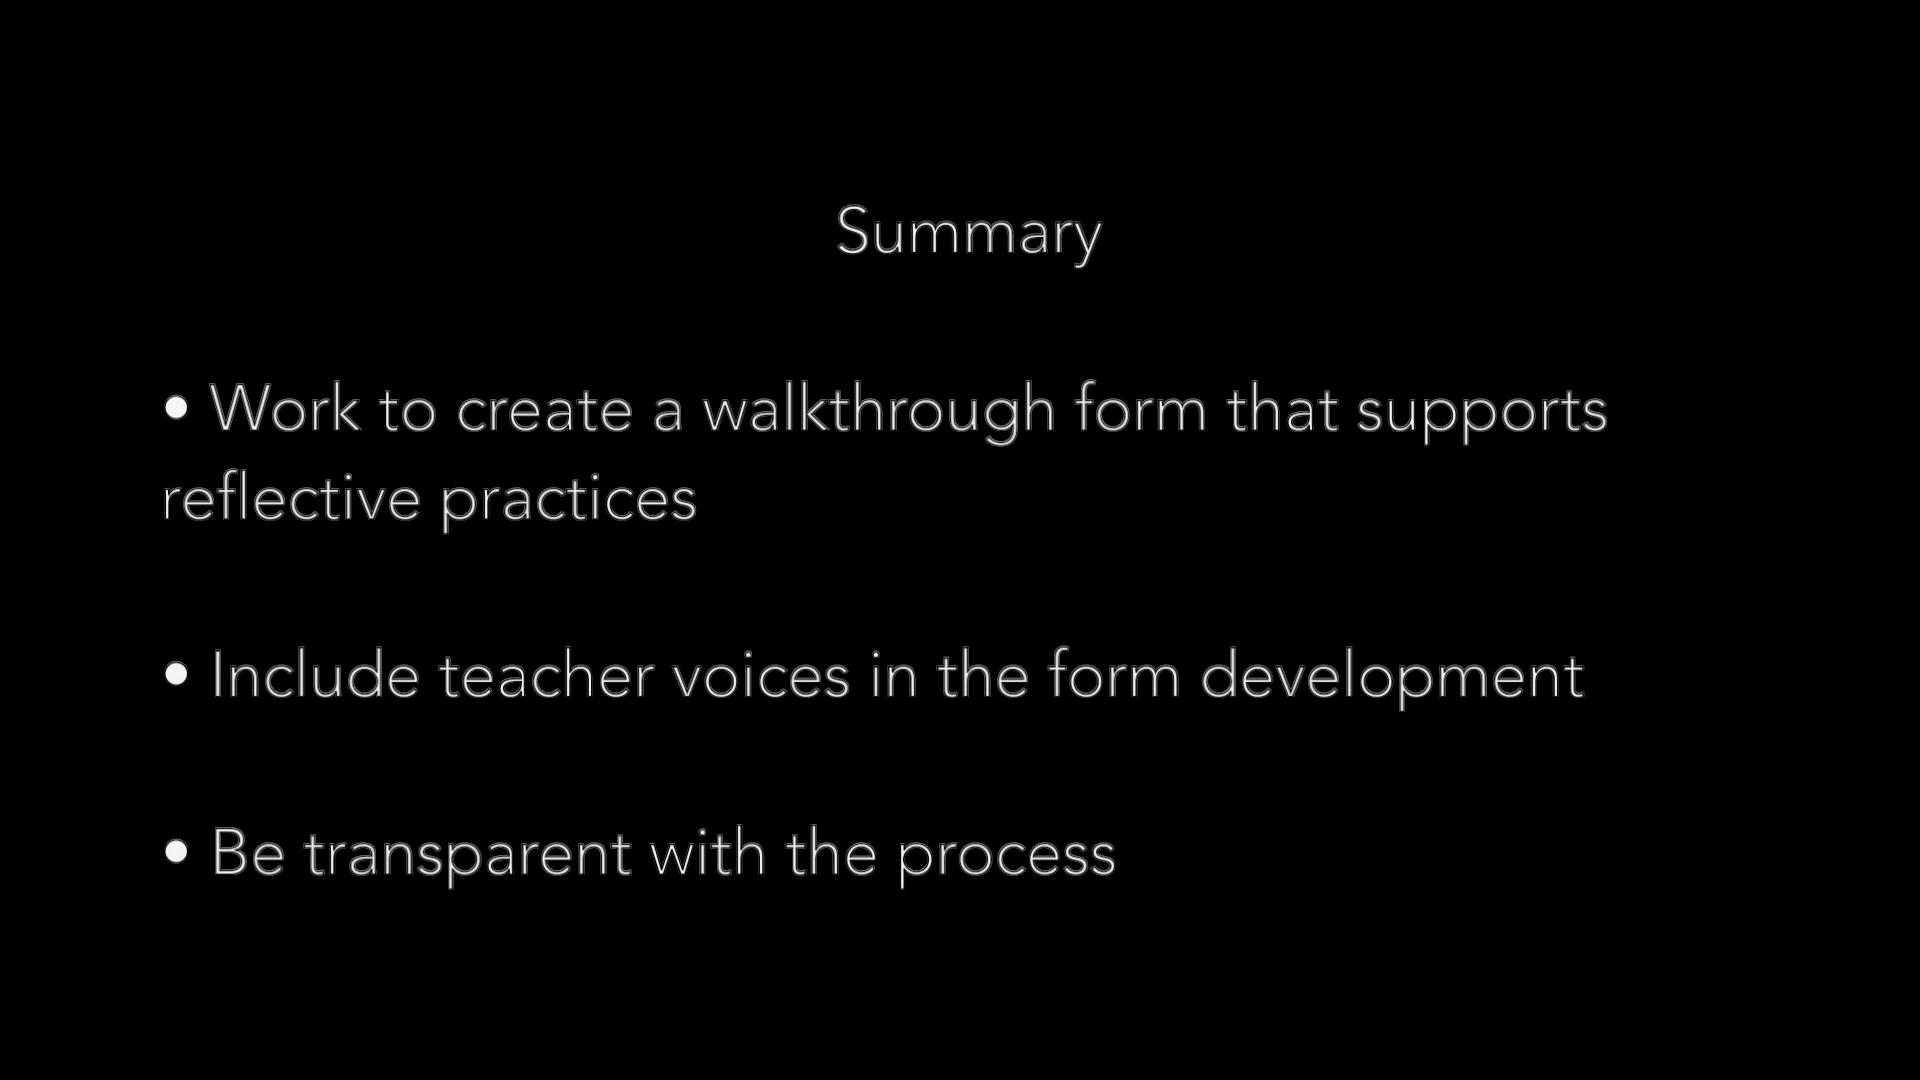 Summary
• Work to create a walkthrough form that supports
reflective practices
• Include teacher voices in the form development
• Be transparent with the process